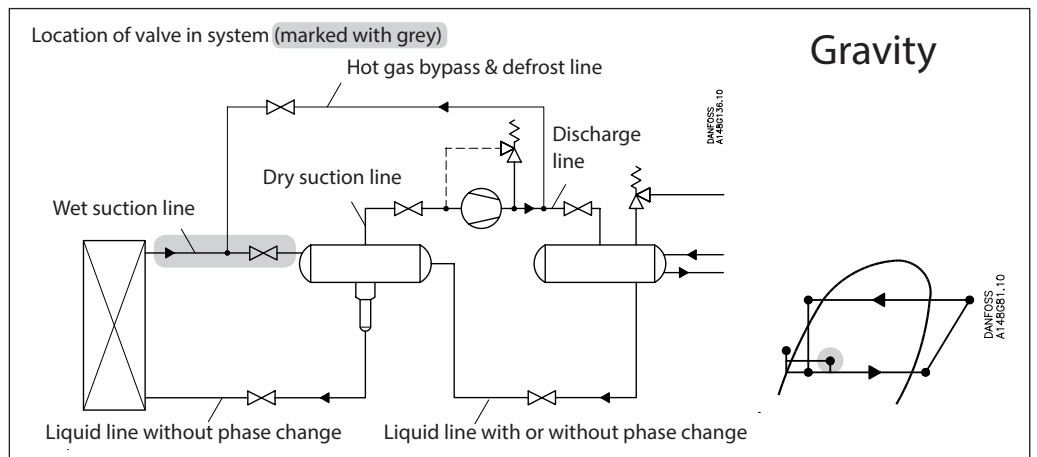 Location of valve in system (marked with grey)
Gravity
Hot gas bypass & defrost line
DANFOSS
A148G136.10
Discharge
line
Dry suction line
Wet suction line
DANFOSS
A148G81.10
Liquid line without phase change
Liquid line with or without phase change